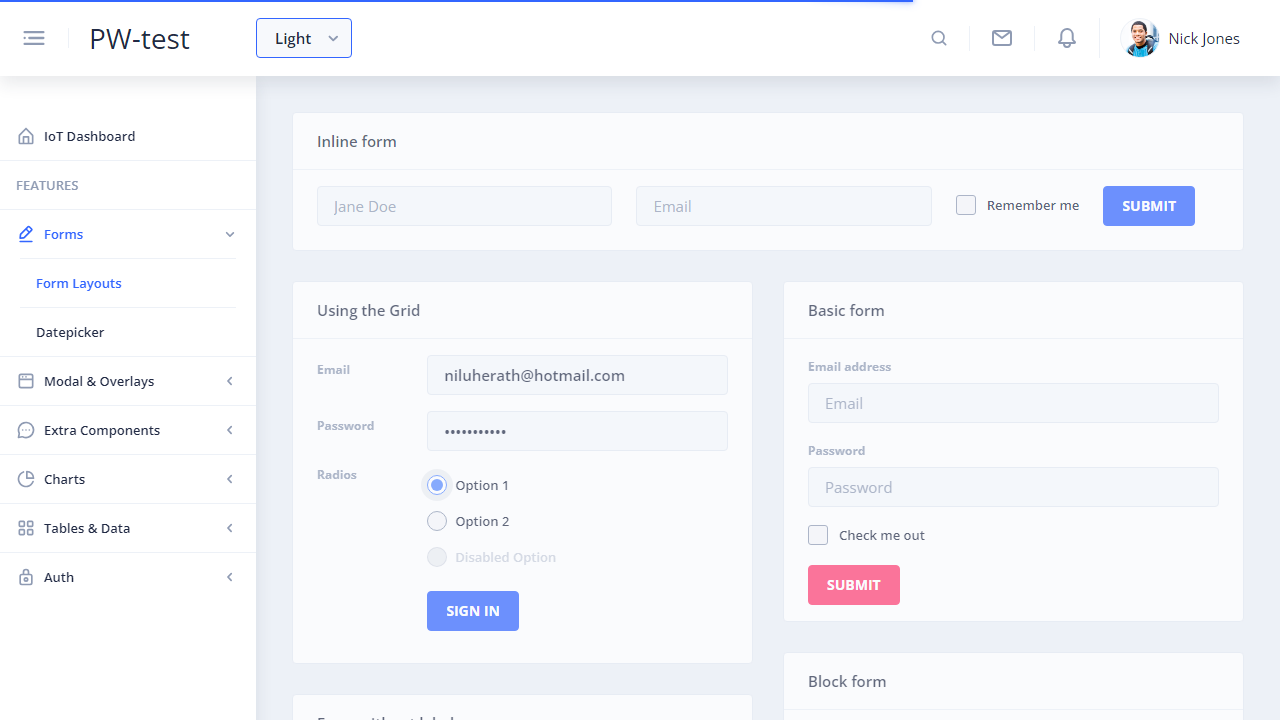 PW-test
Light
Nick Jones
IoT Dashboard
FEATURES
Forms
Form Layouts
Datepicker
Modal & Overlays
Extra Components
Charts
Tables & Data
Auth
Inline form
Jane Doe
Email
Remember me
SUBMIT
Using the Grid
Email
niluherath@hotmail.com
Password
•••••••••••
Radios
Option 1
Option 2
Disabled Option
SIGN IN
Basic form
Email address
Email
Password
Password
Check me out
SUBMIT
Block form